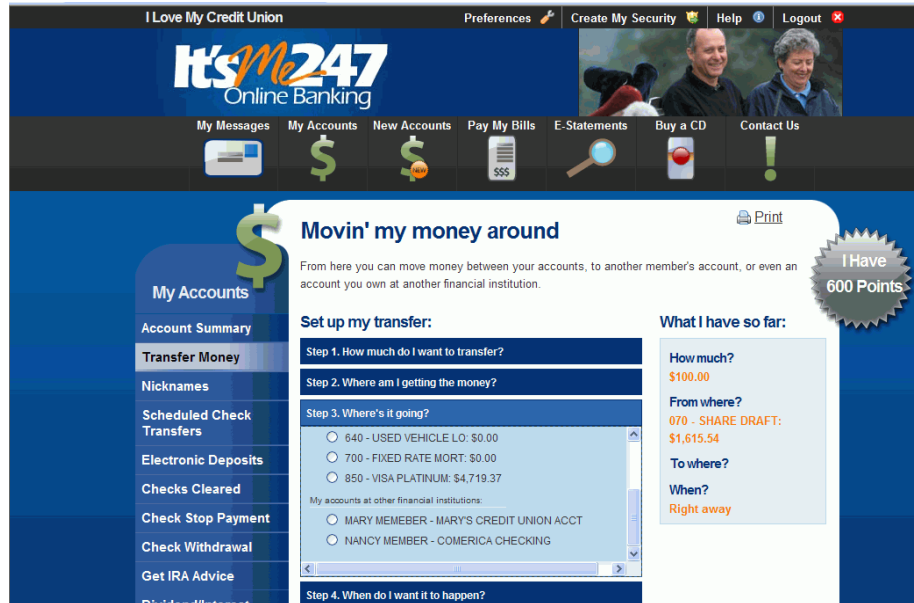 I Love My Credit Union
Preferences Create My Security Help Logout
It's Me 247
Online Banking
My Messages My Accounts New Accounts Pay My Bills E-Statements Buy a CD Contact Us
NEW
$$$
Movin' my money around
Print
From here you can move money between your accounts, to another member's account, or even an
account you own at another financial institution.
I Have
600 Points
My Accounts
Account Summary
Transfer Money
Nicknames
Scheduled Check
Transfers
Electronic Deposits
Checks Cleared
Check Stop Payment
Check Withdrawal
Get IRA Advice
Dividend/Interest
Set up my transfer:
Step 1. How much do I want to transfer?
Step 2. Where am I getting the money?
Step 3. Where's it going?
640 - USED VEHICLE LO: $0.00
700 - FIXED RATE MORT: $0.00
850 - VISA PLATINUM: $4,719.37
My accounts at other financial institutions:
MARY MEMEBER - MARY'S CREDIT UNION ACCT
NANCY MEMBER - COMERICA CHECKING
Step 4. When do I want it to happen?
What I have so far:
How much?
$100.00
From where?
070 - SHARE DRAFT:
$1,615.54
To where?
When?
Right away